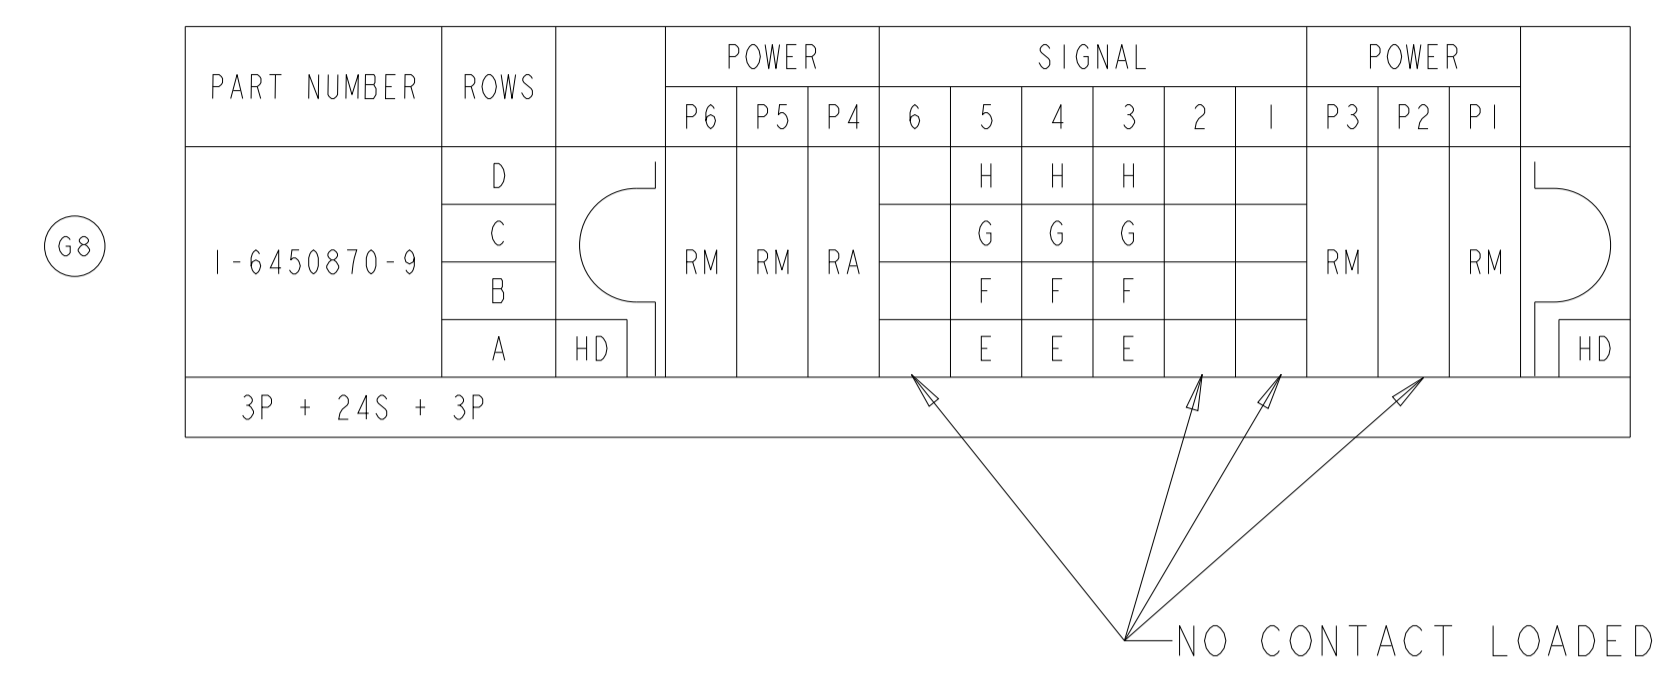 POWER SIGNAL POWER
PART NUMBER ROWS
P6 P5 P4 6 5 4 3 2 1 P3 P2 P1
D H H H
G8 C G G G
1-6450870-9 RM RM RA RM RM
B F F F
A HD E E E HD
3P + 24S + 3P
NO CONTACT LOADED